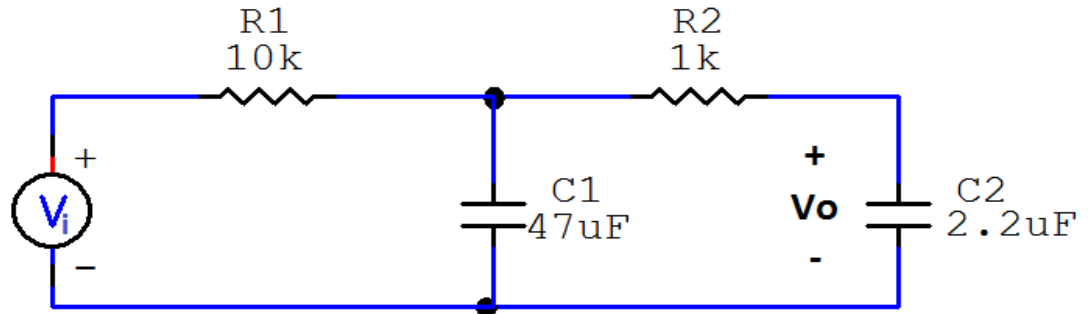 R1
10k
R2
1k
+
Vi
−
C1
47uF
+
Vo
-
C2
2.2uF